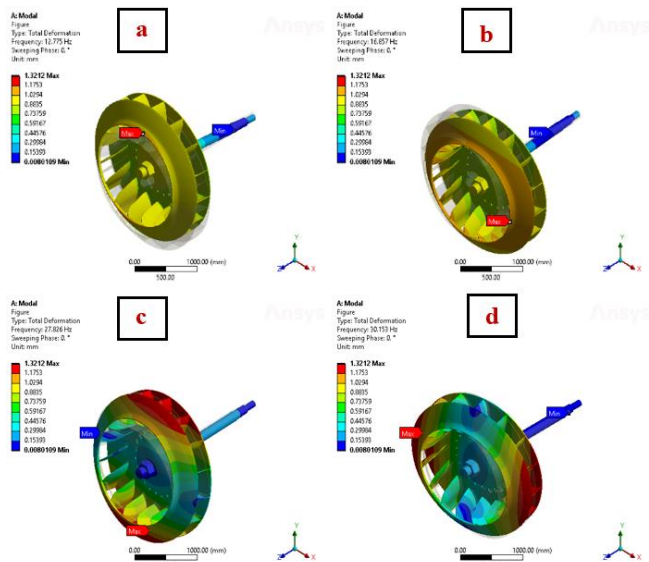 A: Modal
Figure
Type: Total Deformation
Frequency: 12.775 Hz
Sweeping Phase: 0. °
Unit: mm
a
Ansys
1.3212 Max
1.1753
1.0294
0.8835
0.73759
0.59167
0.44576
0.29984
0.15393
0.0080109 Min
Max
Min
0.00
1000.00 (mm)
500.00
Y
Z
X
A: Modal
Figure
Type: Total Deformation
Frequency: 16.857 Hz
Sweeping Phase: 0. °
Unit: mm
b
Ansys
1.3212 Max
1.1753
1.0294
0.8835
0.73759
0.59167
0.44576
0.29984
0.15393
0.0080109 Min
Min
Max
0.00
1000.00 (mm)
500.00
Y
Z
X
A: Modal
Figure
Type: Total Deformation
Frequency: 27.826 Hz
Sweeping Phase: 0. °
Unit: mm
c
Ansys
1.3212 Max
1.1753
1.0294
0.8835
0.73759
0.59167
0.44576
0.29984
0.15393
0.0080109 Min
Min
Max
0.00
1000.00 (mm)
Y
Z
X
A: Modal
Figure
Type: Total Deformation
Frequency: 30.153 Hz
Sweeping Phase: 0. °
Unit: mm
d
Ansys
1.3212 Max
1.1753
1.0294
0.8835
0.73759
0.59167
0.44576
0.29984
0.15393
0.0080109 Min
Max
Min
0.00
1000.00 (mm)
Y
Z
X